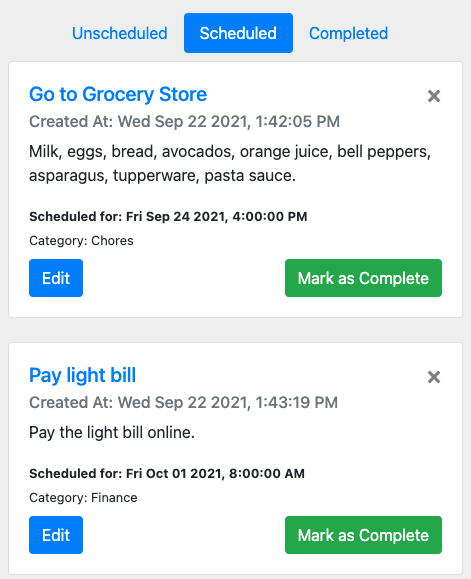 Unscheduled Scheduled Completed
Go to Grocery Store ×
Created At: Wed Sep 22 2021, 1:42:05 PM
Milk, eggs, bread, avocados, orange juice, bell peppers,
asparagus, tupperware, pasta sauce.
Scheduled for: Fri Sep 24 2021, 4:00:00 PM
Category: Chores
Edit Mark as Complete
Pay light bill ×
Created At: Wed Sep 22 2021, 1:43:19 PM
Pay the light bill online.
Scheduled for: Fri Oct 01 2021, 8:00:00 AM
Category: Finance
Edit Mark as Complete